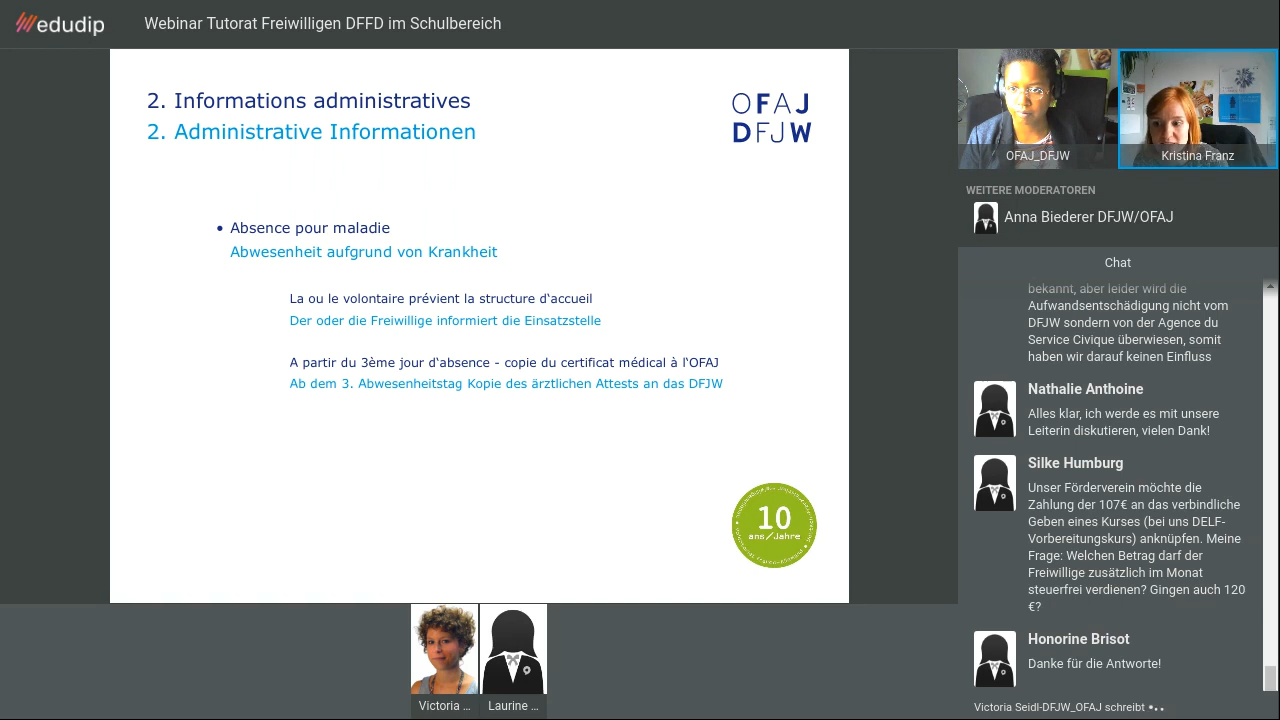 edudip
Webinar Tutorat Freiwilligen DFFD im Schulbereich
2. Informations administratives
2. Administrative Informationen
OFAJ
DFJW
• Absence pour maladie
Abwesenheit aufgrund von Krankheit
La ou le volontaire prévient la structure d'accueil
Der oder die Freiwillige informiert die Einsatzstelle
A partir du 3ème jour d'absence - copie du certificat médical à l'OFAJ
Ab dem 3. Abwesenheitstag Kopie des ärztlichen Attests an das DFJW
10
ans/Jahre
Victoria ...
Laurine ...
OFAJ_DFJW
Kristina Franz
WEITERE MODERATOREN
Anna Biederer DFJW/OFAJ
Chat
bekannt, aber leider wird die
Aufwandsentschädigung nicht vom
DFJW sondern von der Agence du
Service Civique überwiesen, somit
haben wir darauf keinen Einfluss
Nathalie Anthoine
Alles klar, ich werde es mit unsere
Leiterin diskutieren, vielen Dank!
Silke Humburg
Unser Förderverein möchte die
Zahlung der 107€ an das verbindliche
Geben eines Kurses (bei uns DELF-
Vorbereitungskurs) anknüpfen. Meine
Frage: Welchen Betrag darf der
Freiwillige zusätzlich im Monat
steuerfrei verdienen? Gingen auch 120
€?
Honorine Brisot
Danke für die Antworte!
Victoria Seidl-DFJW_OFAJ schreibt